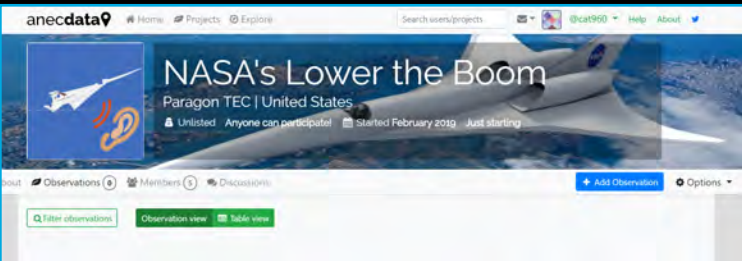 anecdata Home Projects Explore Search users/projects @cat960 Help About
NASA's Lower the Boom
Paragon TEC | United States
Unlisted Anyone can participate! Started February 2019 Just starting
bout Observations 0 Members 5 Discussions + Add Observation Options
Filter observations Observation view Table view